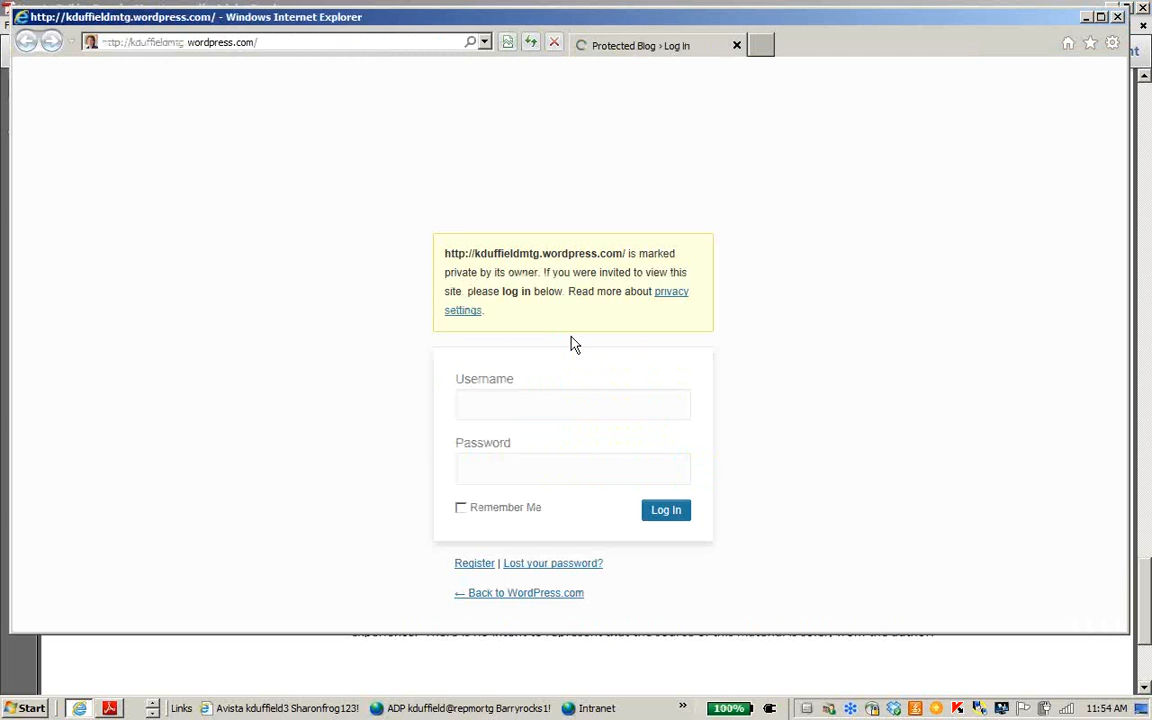 http://kduffieldmtg.wordpress.com/ - Windows Internet Explorer
http://kduffieldmtg.wordpress.com/
Protected Blog › Log in
http://kduffieldmtg.wordpress.com/ is marked
private by its owner. If you were invited to view this
site, please log in below. Read more about privacy
settings.
Username
Password
Remember Me
Log In
Register | Lost your password?
← Back to WordPress.com
Start
Links
Avista kduffield3 Sharonfrog123!
ADP kduffield@repmortg Barryrocks1!
Intranet
»
100%
11:54 AM